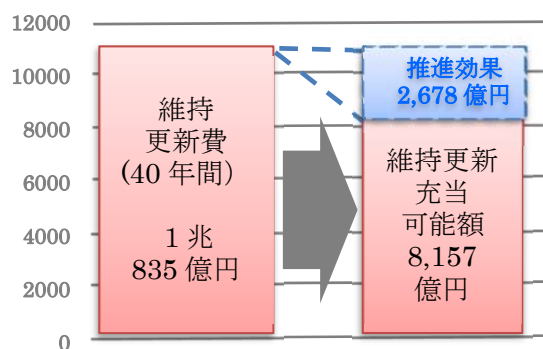 12000
10000
8000
6000
4000
2000
0
維持
更新費
(40 年間）
1 兆
835 億円
推進効果
2,678 億円
維持更新
充当
可能額
8,157
億円